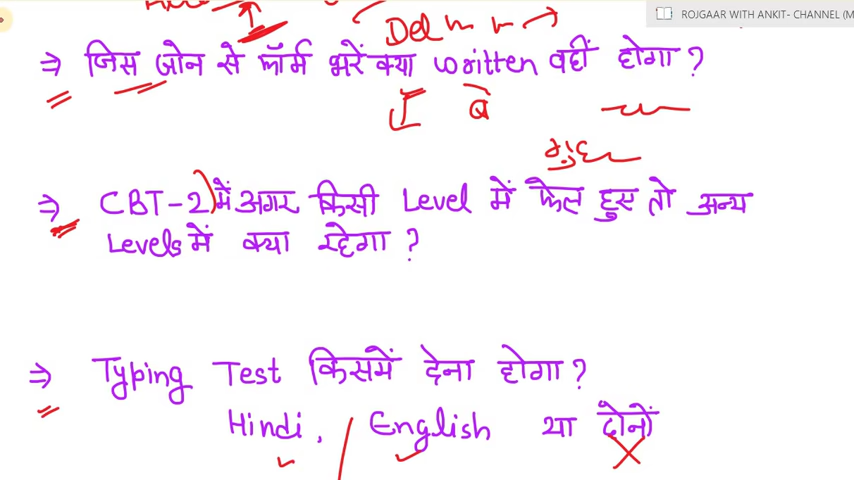 ROJGAAR WITH ANKIT- CHANNEL (M
Del
⇒ जिस जोन से फॉर्म भरें क्या written वहीं होगा?
⇒ CBT-2) में अगर किसी Level में फेल हुए तो अन्य
Levels में क्या रहेगा?
⇒ Typing Test किसमें देना होगा?
Hindi, / English या दोनों